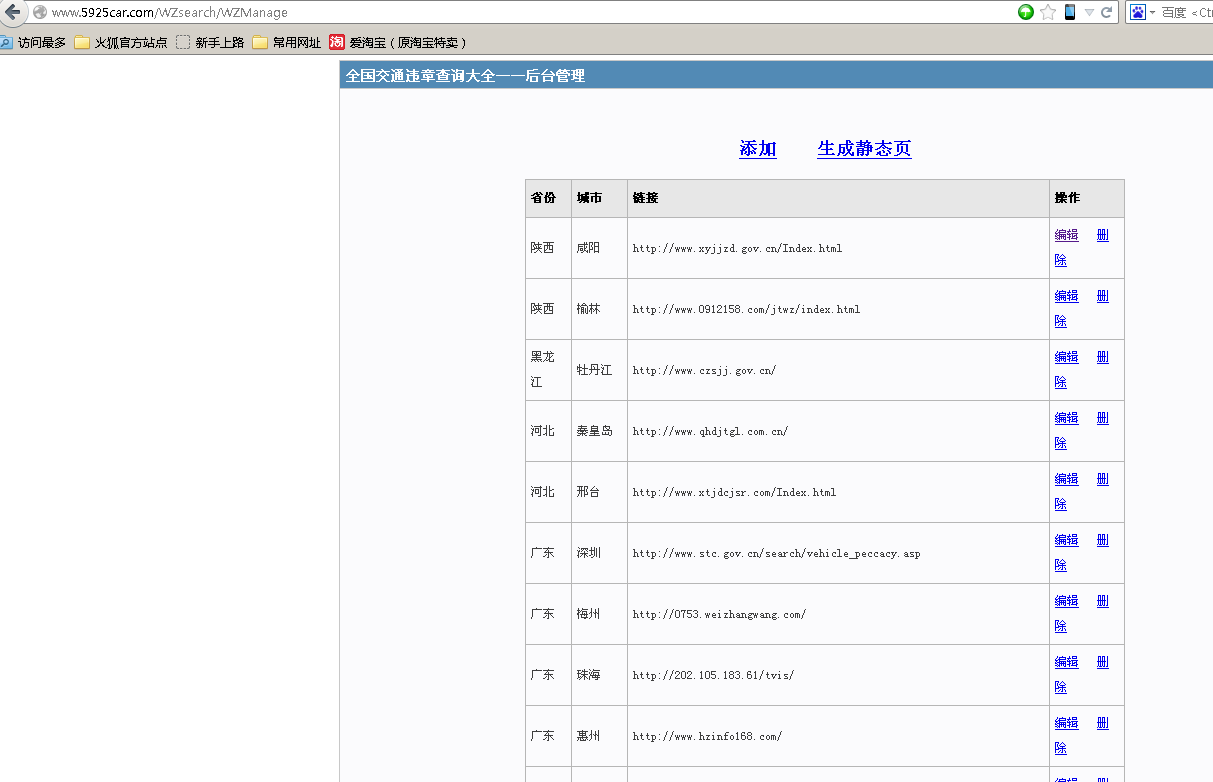 www.5925car.com/WZsearch/WZManage
百度 <Ct
访问最多 火狐官方站点 新手上路 常用网址 淘 爱淘宝（原淘宝特卖）
全国交通违章查询大全——后台管理
添加 生成静态页
省份 城市 链接 操作
陕西 咸阳 http://www.xyjjzd.gov.cn/Index.html 编辑 删除
陕西 榆林 http://www.0912158.com/jtwz/index.html 编辑 删除
黑龙江 牡丹江 http://www.czsjj.gov.cn/ 编辑 删除
河北 秦皇岛 http://www.qhdjtgl.com.cn/ 编辑 删除
河北 邢台 http://www.xtjdcjsr.com/Index.html 编辑 删除
广东 深圳 http://www.stc.gov.cn/search/vehicle_peccacy.asp 编辑 删除
广东 梅州 http://0753.weizhangwang.com/ 编辑 删除
广东 珠海 http://202.105.183.61/tvis/ 编辑 删除
广东 惠州 http://www.hzinfo168.com/ 编辑 删除